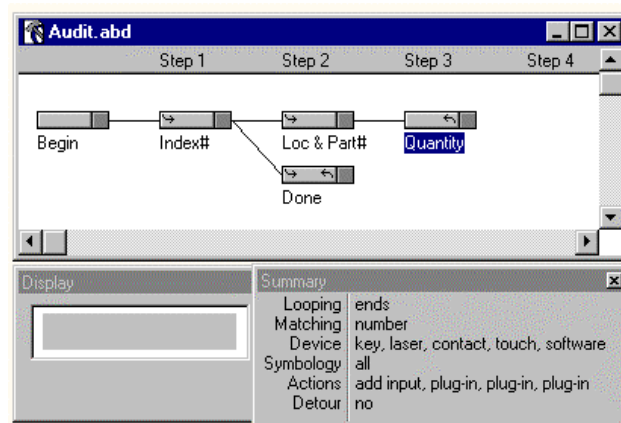 Audit.abd
Step 1 Step 2 Step 3 Step 4
Begin Index# Loc & Part# Quantity
Done
Display
Summary
Looping ends
Matching number
Device key, laser, contact, touch, software
Symbology all
Actions add input, plug-in, plug-in, plug-in
Detour no